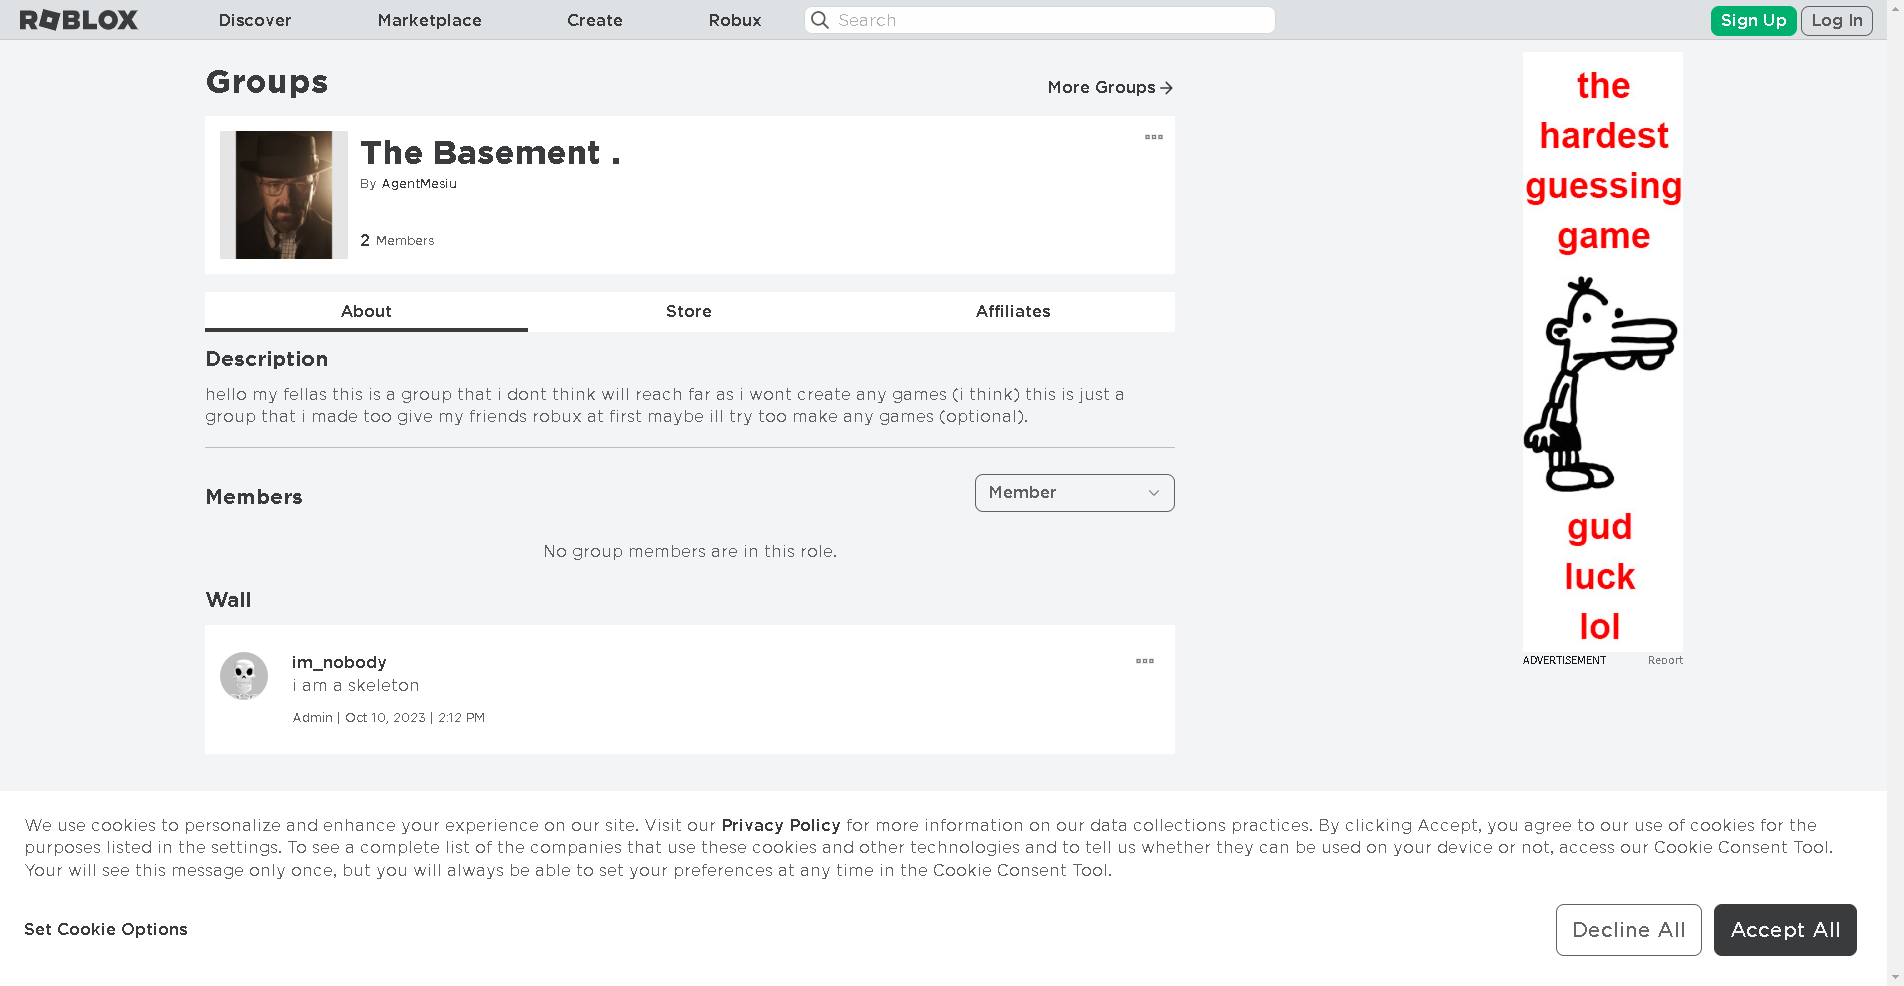 ROBLOX
Discover
Marketplace
Create
Robux
Search
Sign Up
Log In
Groups
More Groups
The Basement .
By AgentMesiu
2 Members
About
Store
Affiliates
Description
hello my fellas this is a group that i dont think will reach far as i wont create any games (i think) this is just a
group that i made too give my friends robux at first maybe ill try too make any games (optional).
Members
Member
No group members are in this role.
Wall
im_nobody
i am a skeleton
Admin | Oct 10, 2023 | 2:12 PM
the
hardest
guessing
game
gud
luck
lol
ADVERTISEMENT
Report
We use cookies to personalize and enhance your experience on our site. Visit our Privacy Policy for more information on our data collections practices. By clicking Accept, you agree to our use of cookies for the
purposes listed in the settings. To see a complete list of the companies that use these cookies and other technologies and to tell us whether they can be used on your device or not, access our Cookie Consent Tool.
Your will see this message only once, but you will always be able to set your preferences at any time in the Cookie Consent Tool.
Set Cookie Options
Decline All
Accept All